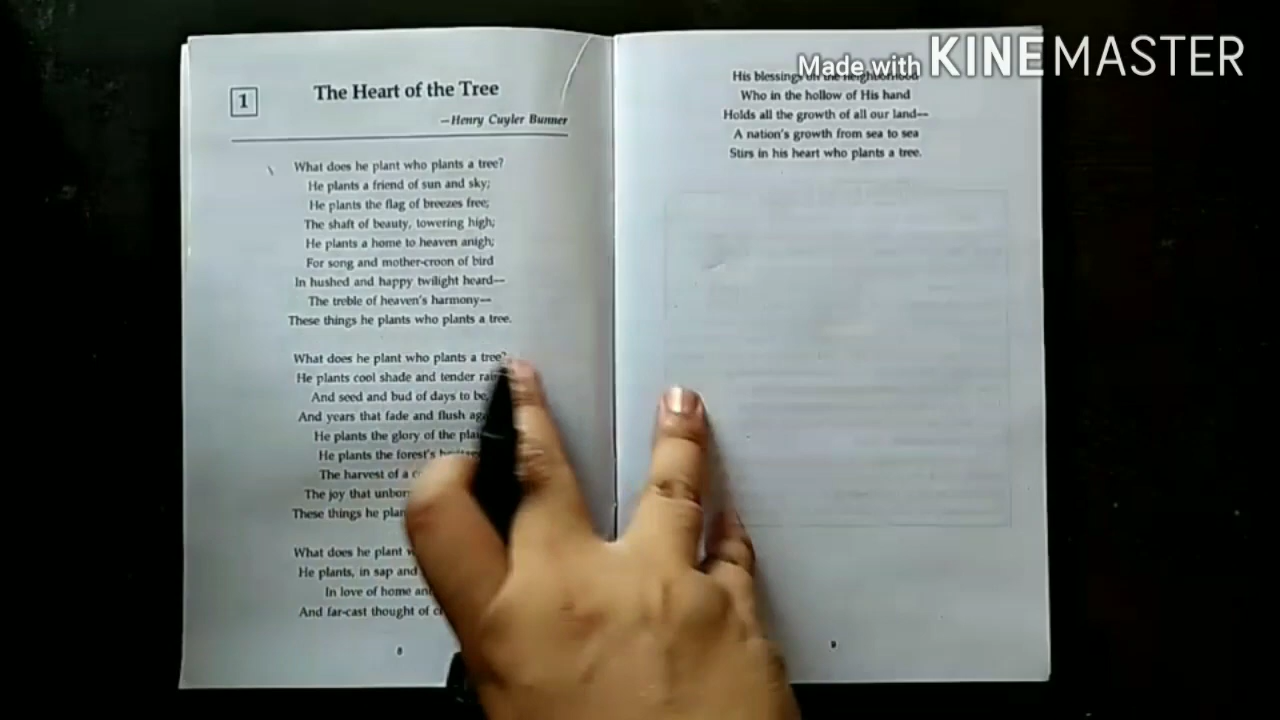 1
The Heart of the Tree
—Henry Cuyler Bunner
What does he plant who plants a tree?
He plants a friend of sun and sky;
He plants the flag of breezes free;
The shaft of beauty, towering high;
He plants a home to heaven anigh;
For song and mother-croon of bird
In hushed and happy twilight heard—
The treble of heaven's harmony—
These things he plants who plants a tree.
What does he plant who plants a tree?
He plants cool shade and tender
And seed and bud of days to be,
And years that fade and flush
He plants the glory of the
He plants the forest's
The harvest of a
The joy that
These things he
What does he plant
He plants, in sap and
In love of home
And far-cast thought of
8
Made with KINEMASTER
His blessings on the neighborhood
Who in the hollow of His hand
Holds all the growth of all our land—
A nation's growth from sea to sea
Stirs in his heart who plants a tree.
9